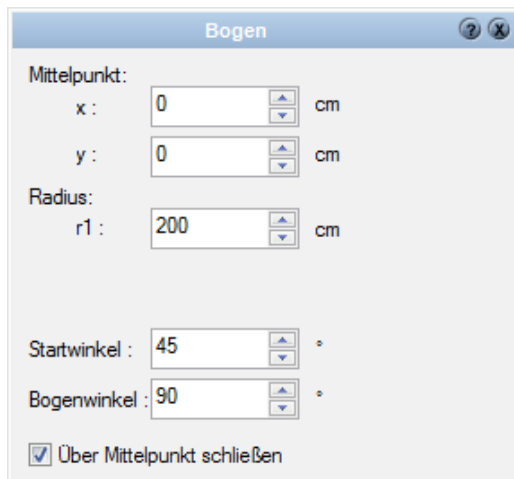 Bogen
Mittelpunkt:
x : 0 cm
y : 0 cm
Radius:
r1 : 200 cm
Startwinkel : 45 °
Bogenwinkel : 90 °
Über Mittelpunkt schließen